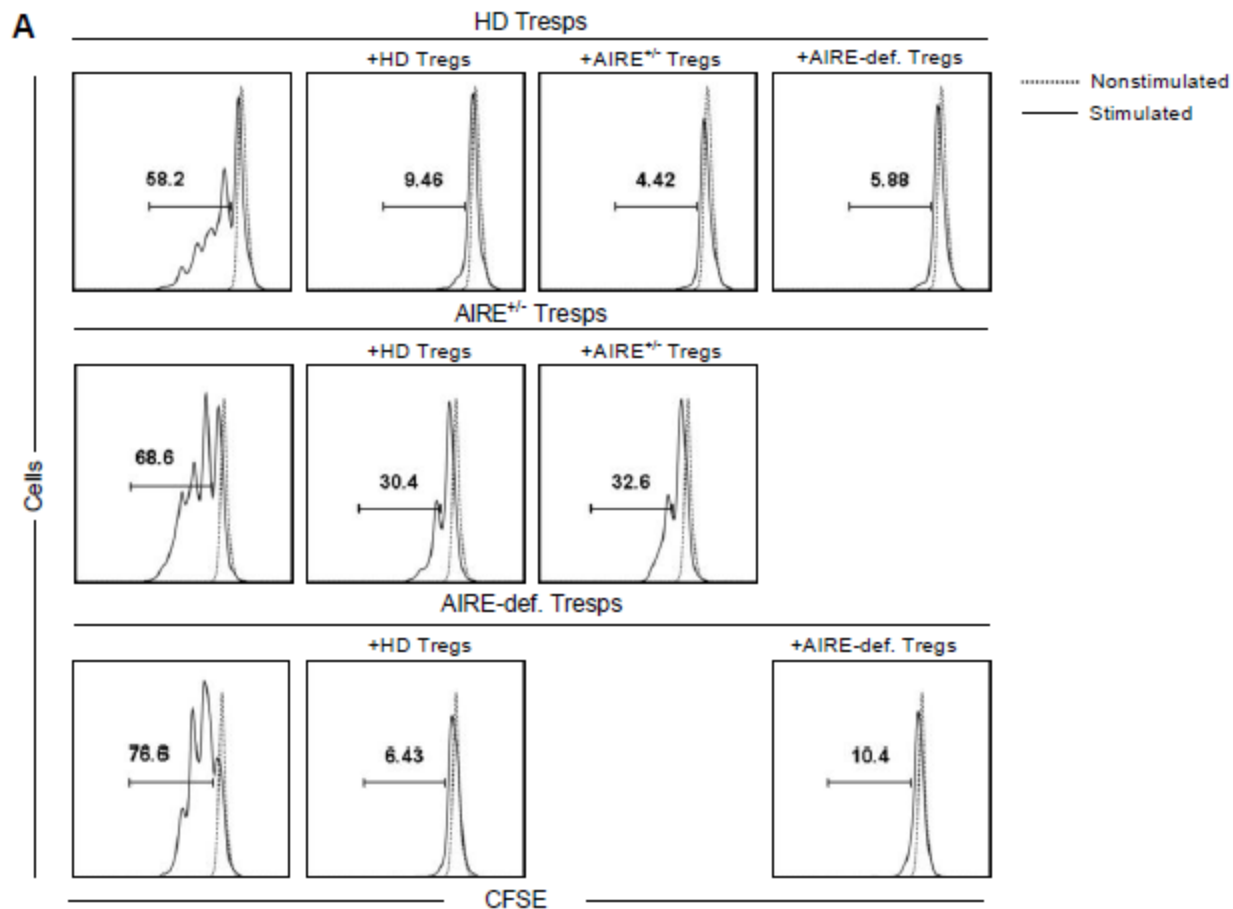 A
HD Tresps
+HD Tregs
+AIRE+/- Tregs
+AIRE-def. Tregs
Nonstimulated
Stimulated
58.2
9.46
4.42
5.88
AIRE+/- Tresps
+HD Tregs
+AIRE+/- Tregs
68.6
30.4
32.6
Cells
AIRE-def. Tresps
+HD Tregs
+AIRE-def. Tregs
76.6
6.43
10.4
CFSE